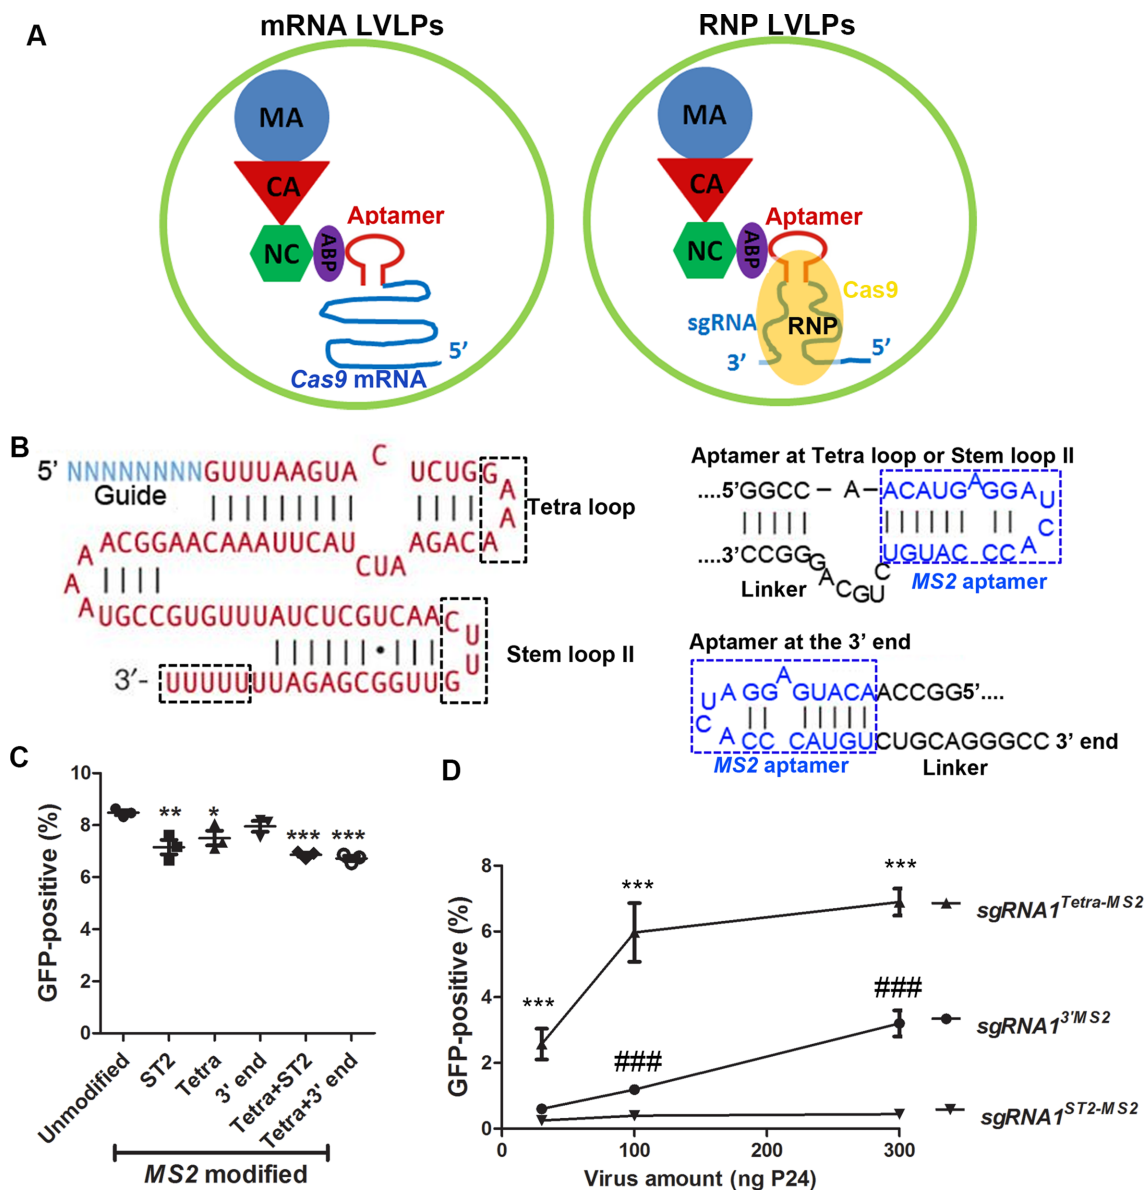 A
mRNA LVLPs
RNP LVLPs
MA
CA
NC
ABP
Aptamer
5’
Cas9 mRNA
MA
CA
NC
ABP
Aptamer
Cas9
sgRNA
RNP
3’
5’
B
5’ NNNNNNNNGUUUAAGUA C UCUGG
Guide
A
A
Tetra loop
A ACGGAACAAAUUCAU CUA AGACA
A
A UGCCGUGUUUAUCUCGUCAA C
U
U
Stem loop II
3’- UUUUUUUAGAGCGGUUG
Aptamer at Tetra loop or Stem loop II
....5’GGCC – A – ACAUGAGGAU
C
....3’CCGGGACGUCUGUAC CCA
Linker
MS2 aptamer
Aptamer at the 3’ end
UAGGAGUACAACCGG5’....
C
ACC CAUGUCUGCAGGGCC 3’ end
MS2 aptamer
Linker
C
10
8
6
4
2
0
GFP-positive (%)
**
*
***
***
Unmodified
ST2
Tetra
3’ end
Tetra+ST2
Tetra+3’ end
MS2 modified
D
8
6
4
2
0
GFP-positive (%)
***
***
***
###
###
sgRNA1Tetra-MS2
sgRNA13’MS2
sgRNA1ST2-MS2
0
100
200
300
Virus amount (ng P24)